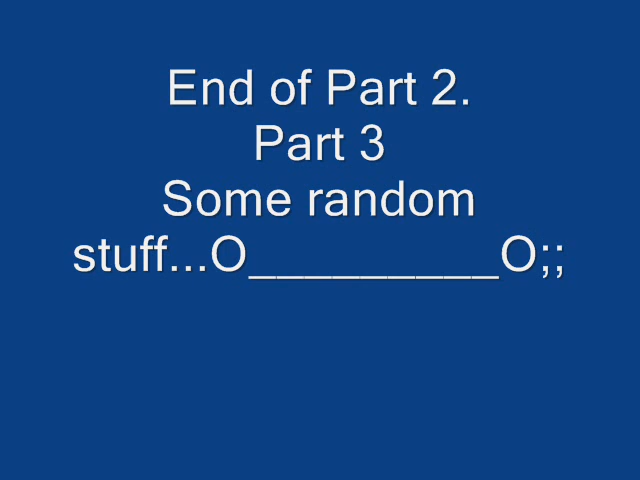 End of Part 2.
Part 3
Some random
stuff...O_________O;;